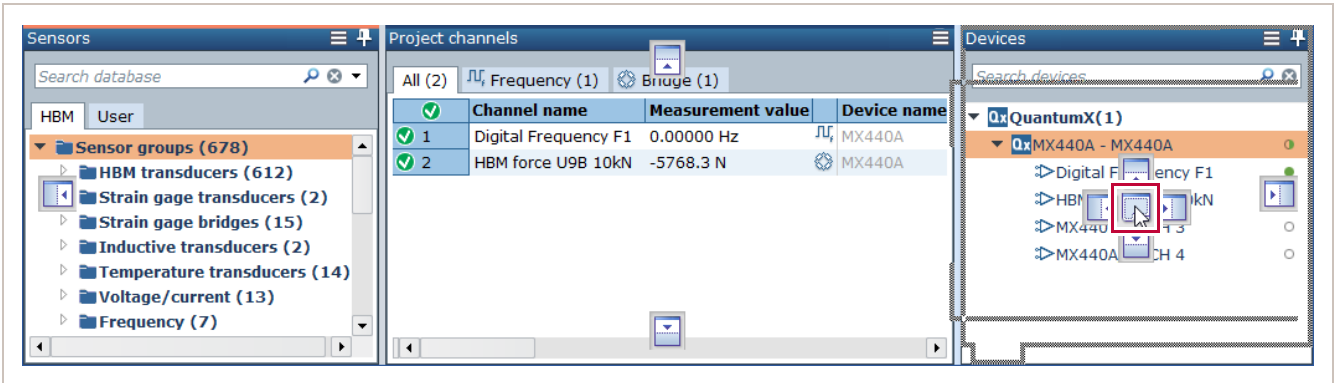 Sensors
Search database
HBM User
Sensor groups (678)
HBM transducers (612)
Strain gage transducers (2)
Strain gage bridges (15)
Inductive transducers (2)
Temperature transducers (14)
Voltage/current (13)
Frequency (7)
Project channels
All (2) Frequency (1) Bridge (1)
Channel name Measurement value Device name
1 Digital Frequency F1 0.00000 Hz MX440A
2 HBM force U9B 10kN -5768.3 N MX440A
Devices
Search devices
QX QuantumX(1)
QX MX440A - MX440A
Digital F ency F1
HBM kN
MX440 H 3
MX440A CH 4